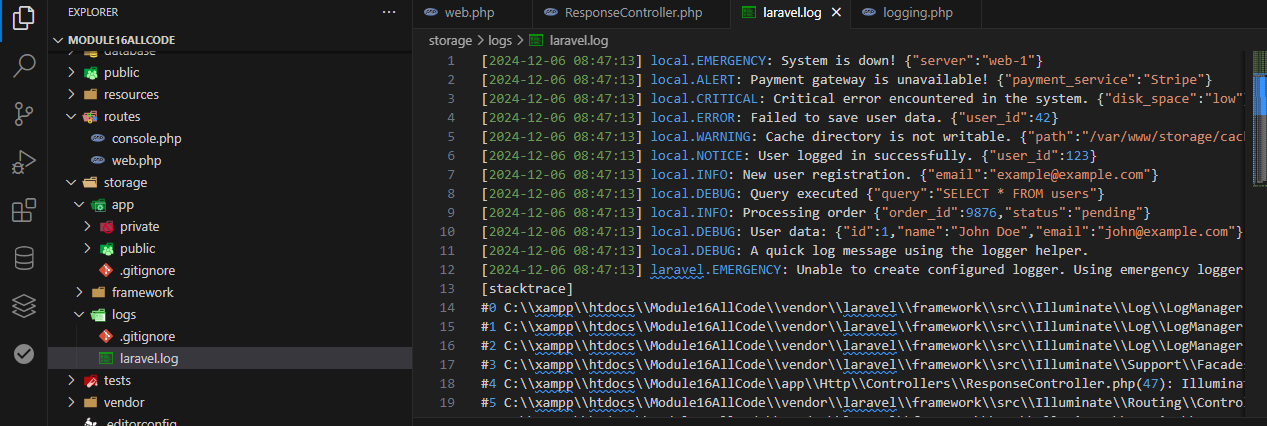 EXPLORER
MODULE16ALLCODE
database
public
resources
routes
console.php
web.php
storage
app
private
public
.gitignore
framework
logs
.gitignore
laravel.log
tests
vendor
.editorconfig
web.php ResponseController.php laravel.log logging.php
storage > logs > laravel.log
1 [2024-12-06 08:47:13] local.EMERGENCY: System is down! {"server":"web-1"}
2 [2024-12-06 08:47:13] local.ALERT: Payment gateway is unavailable! {"payment_service":"Stripe"}
3 [2024-12-06 08:47:13] local.CRITICAL: Critical error encountered in the system. {"disk_space":"low"
4 [2024-12-06 08:47:13] local.ERROR: Failed to save user data. {"user_id":42}
5 [2024-12-06 08:47:13] local.WARNING: Cache directory is not writable. {"path":"/var/www/storage/cac
6 [2024-12-06 08:47:13] local.NOTICE: User logged in successfully. {"user_id":123}
7 [2024-12-06 08:47:13] local.INFO: New user registration. {"email":"example@example.com"}
8 [2024-12-06 08:47:13] local.DEBUG: Query executed {"query":"SELECT * FROM users"}
9 [2024-12-06 08:47:13] local.INFO: Processing order {"order_id":9876,"status":"pending"}
10 [2024-12-06 08:47:13] local.DEBUG: User data: {"id":1,"name":"John Doe","email":"john@example.com"}
11 [2024-12-06 08:47:13] local.DEBUG: A quick log message using the logger helper.
12 [2024-12-06 08:47:13] laravel.EMERGENCY: Unable to create configured logger. Using emergency logger
13 [stacktrace]
14 #0 C:\\xampp\\htdocs\\Module16AllCode\\vendor\\laravel\\framework\\src\\Illuminate\\Log\\LogManager
15 #1 C:\\xampp\\htdocs\\Module16AllCode\\vendor\\laravel\\framework\\src\\Illuminate\\Log\\LogManager
16 #2 C:\\xampp\\htdocs\\Module16AllCode\\vendor\\laravel\\framework\\src\\Illuminate\\Log\\LogManager
17 #3 C:\\xampp\\htdocs\\Module16AllCode\\vendor\\laravel\\framework\\src\\Illuminate\\Support\\Facade
18 #4 C:\\xampp\\htdocs\\Module16AllCode\\app\\Http\\Controllers\\ResponseController.php(47): Illuminat
19 #5 C:\\xampp\\htdocs\\Module16AllCode\\vendor\\laravel\\framework\\src\\Illuminate\\Routing\\Contro